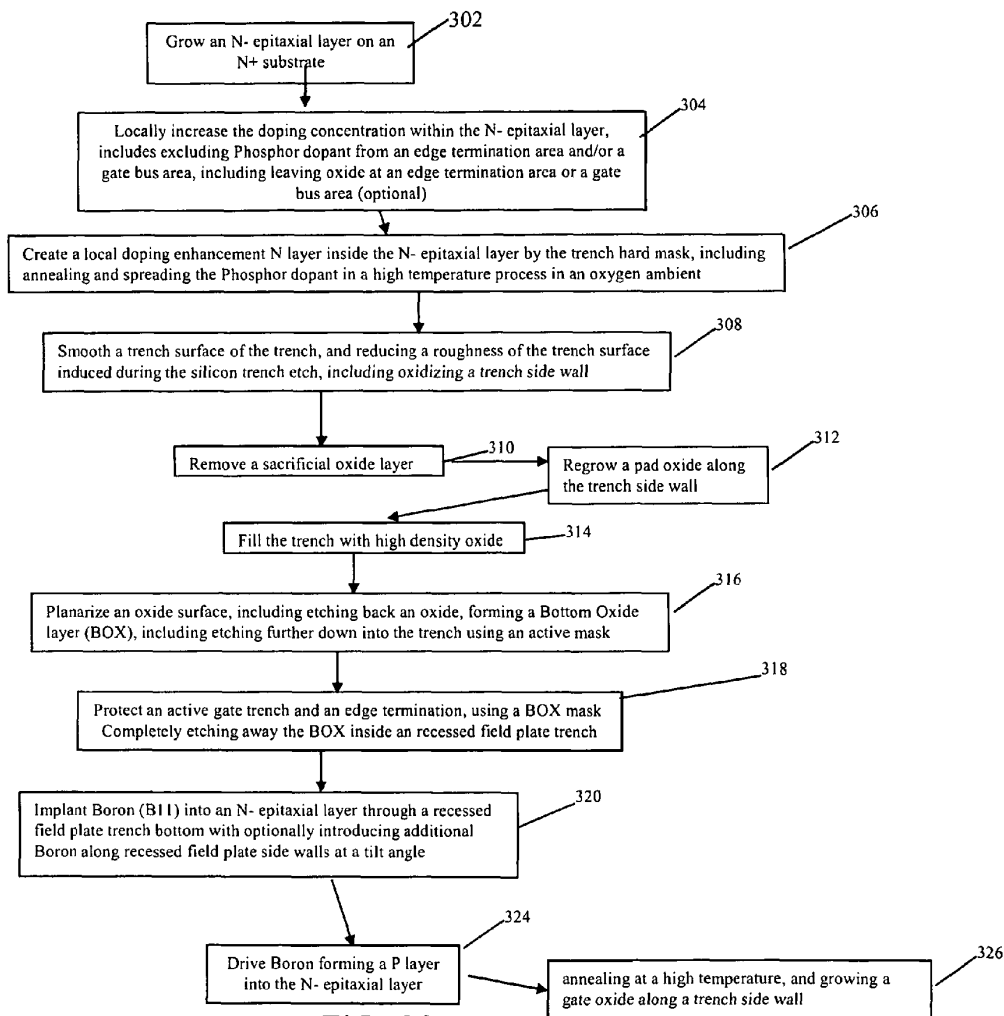 302
Grow an N- epitaxial layer on an
N+ substrate
304
Locally increase the doping concentration within the N- epitaxial layer,
includes excluding Phosphor dopant from an edge termination area and/or a
gate bus area, including leaving oxide at an edge termination area or a gate
bus area (optional)
306
Create a local doping enhancement N layer inside the N- epitaxial layer by the trench hard mask, including
annealing and spreading the Phosphor dopant in a high temperature process in an oxygen ambient
308
Smooth a trench surface of the trench, and reducing a roughness of the trench surface
induced during the silicon trench etch, including oxidizing a trench side wall
310
Remove a sacrificial oxide layer
312
Regrow a pad oxide along
the trench side wall
Fill the trench with high density oxide
314
316
Planarize an oxide surface, including etching back an oxide, forming a Bottom Oxide
layer (BOX), including etching further down into the trench using an active mask
318
Protect an active gate trench and an edge termination, using a BOX mask
Completely etching away the BOX inside an recessed field plate trench
320
Implant Boron (B11) into an N- epitaxial layer through a recessed
field plate trench bottom with optionally introducing additional
Boron along recessed field plate side walls at a tilt angle
324
Drive Boron forming a P layer
into the N- epitaxial layer
326
annealing at a high temperature, and growing a
gate oxide along a trench side wall